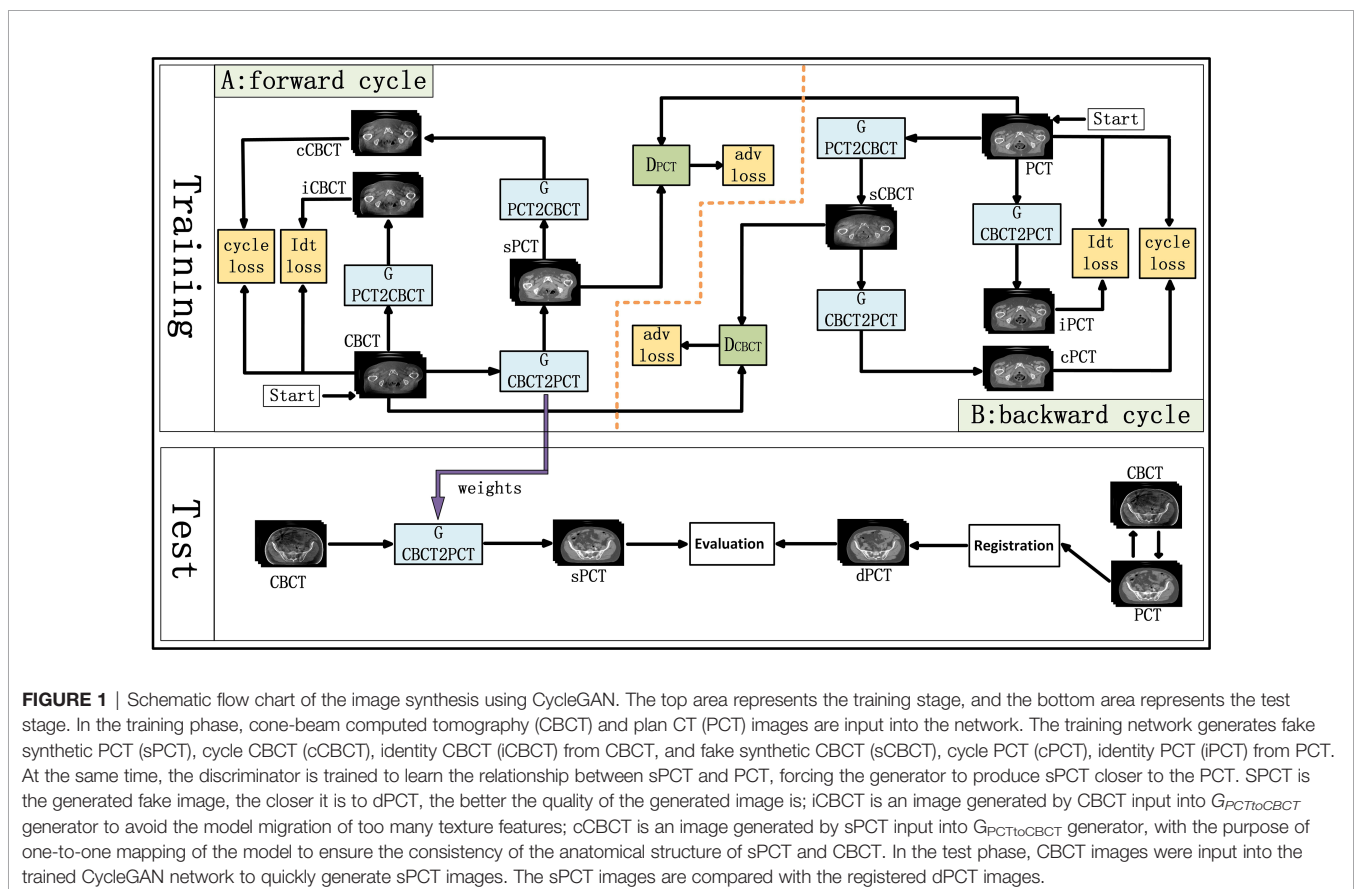 A:forward cycle
Training
cCBCT
iCBCT
cycle
loss
Idt
loss
G
PCT2CBCT
CBCT
Start
G
PCT2CBCT
sPCT
G
CBCT2PCT
DPCT
adv
loss
adv
loss
DCBCT
G
PCT2CBCT
sCBCT
G
CBCT2PCT
Start
PCT
G
CBCT2PCT
Idt
loss
cycle
loss
iPCT
cPCT
B:backward cycle
Test
weights
CBCT
G
CBCT2PCT
sPCT
Evaluation
dPCT
Registration
CBCT
PCT
FIGURE 1 | Schematic flow chart of the image synthesis using CycleGAN. The top area represents the training stage, and the bottom area represents the test
stage. In the training phase, cone-beam computed tomography (CBCT) and plan CT (PCT) images are input into the network. The training network generates fake
synthetic PCT (sPCT), cycle CBCT (cCBCT), identity CBCT (iCBCT) from CBCT, and fake synthetic CBCT (sCBCT), cycle PCT (cPCT), identity PCT (iPCT) from PCT.
At the same time, the discriminator is trained to learn the relationship between sPCT and PCT, forcing the generator to produce sPCT closer to the PCT. SPCT is
the generated fake image, the closer it is to dPCT, the better the quality of the generated image is; iCBCT is an image generated by CBCT input into GPCTtoCBCT
generator to avoid the model migration of too many texture features; cCBCT is an image generated by sPCT input into GPCTtoCBCT generator, with the purpose of
one-to-one mapping of the model to ensure the consistency of the anatomical structure of sPCT and CBCT. In the test phase, CBCT images were input into the
trained CycleGAN network to quickly generate sPCT images. The sPCT images are compared with the registered dPCT images.